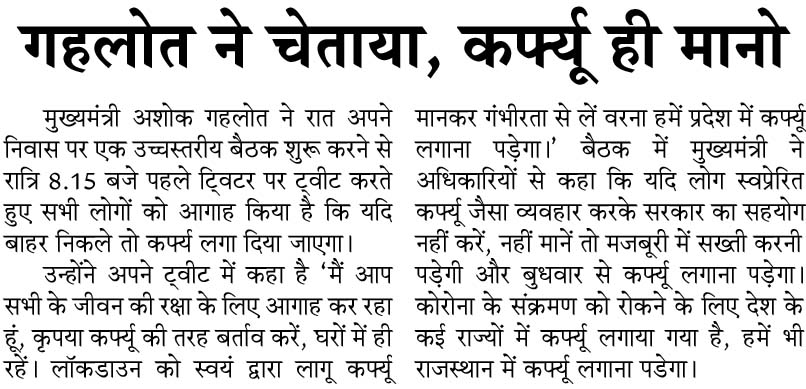 गहलोत ने चेताया, कर्फ्यू ही मानो
मुख्यमंत्री अशोक गहलोत ने रात अपने
निवास पर एक उच्चस्तरीय बैठक शुरू करने से
रात्रि 8.15 बजे पहले ट्विटर पर ट्वीट करते
हुए सभी लोगों को आगाह किया है कि यदि
बाहर निकले तो कर्फ्य लगा दिया जाएगा।
उन्होंने अपने ट्वीट में कहा है ‘मैं आप
सभी के जीवन की रक्षा के लिए आगाह कर रहा
हूं, कृपया कर्फ्यू की तरह बर्ताव करें, घरों में ही
रहें। लॉकडाउन को स्वयं द्वारा लागू कर्फ्यू
मानकर गंभीरता से लें वरना हमें प्रदेश में कर्फ्यू
लगाना पड़ेगा।’ बैठक में मुख्यमंत्री ने
अधिकारियों से कहा कि यदि लोग स्वप्रेरित
कर्फ्यू जैसा व्यवहार करके सरकार का सहयोग
नहीं करें, नहीं मानें तो मजबूरी में सख्ती करनी
पड़ेगी और बुधवार से कर्फ्यू लगाना पड़ेगा।
कोरोना के संक्रमण को रोकने के लिए देश के
कई राज्यों में कर्फ्यू लगाया गया है, हमें भी
राजस्थान में कर्फ्यू लगाना पडेगा।